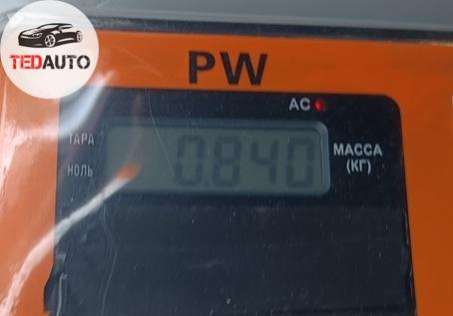 TEDAUTO
PW
AC
ТАРА
0.840
МАССА
НОЛЬ
(КГ)